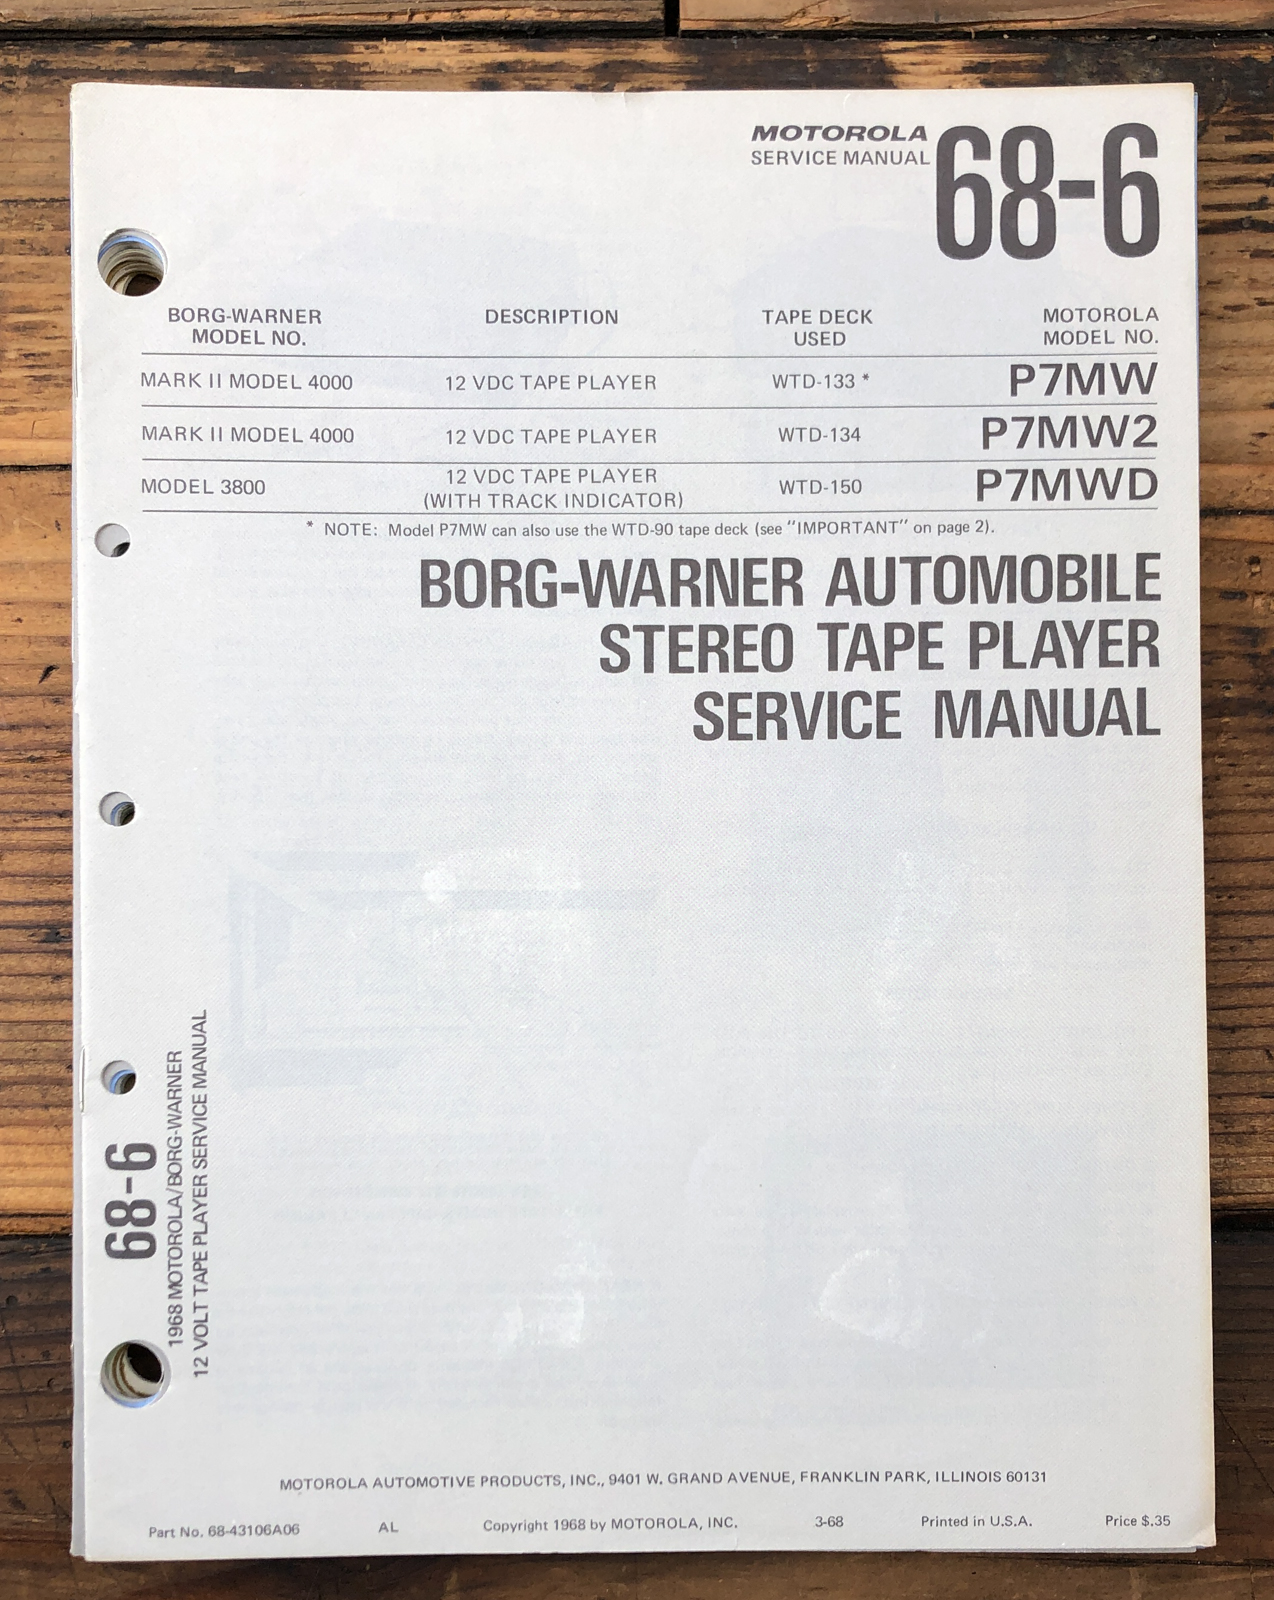 MOTOROLA
SERVICE MANUAL
68-6
BORG-WARNER MODEL NO. DESCRIPTION TAPE DECK USED MOTOROLA MODEL NO.
MARK II MODEL 4000 12 VDC TAPE PLAYER WTD-133 * P7MW
MARK II MODEL 4000 12 VDC TAPE PLAYER WTD-134 P7MW2
MODEL 3800 12 VDC TAPE PLAYER (WITH TRACK INDICATOR) WTD-150 P7MWD
* NOTE: Model P7MW can also use the WTD-90 tape deck (see "IMPORTANT" on page 2).
BORG-WARNER AUTOMOBILE
STEREO TAPE PLAYER
SERVICE MANUAL
68-6
1968 MOTOROLA/BORG-WARNER
12 VOLT TAPE PLAYER SERVICE MANUAL
MOTOROLA AUTOMOTIVE PRODUCTS, INC., 9401 W. GRAND AVENUE, FRANKLIN PARK, ILLINOIS 60131
Part No. 68-43106A06 AL Copyright 1968 by MOTOROLA, INC. 3-68 Printed in U.S.A. Price $.35